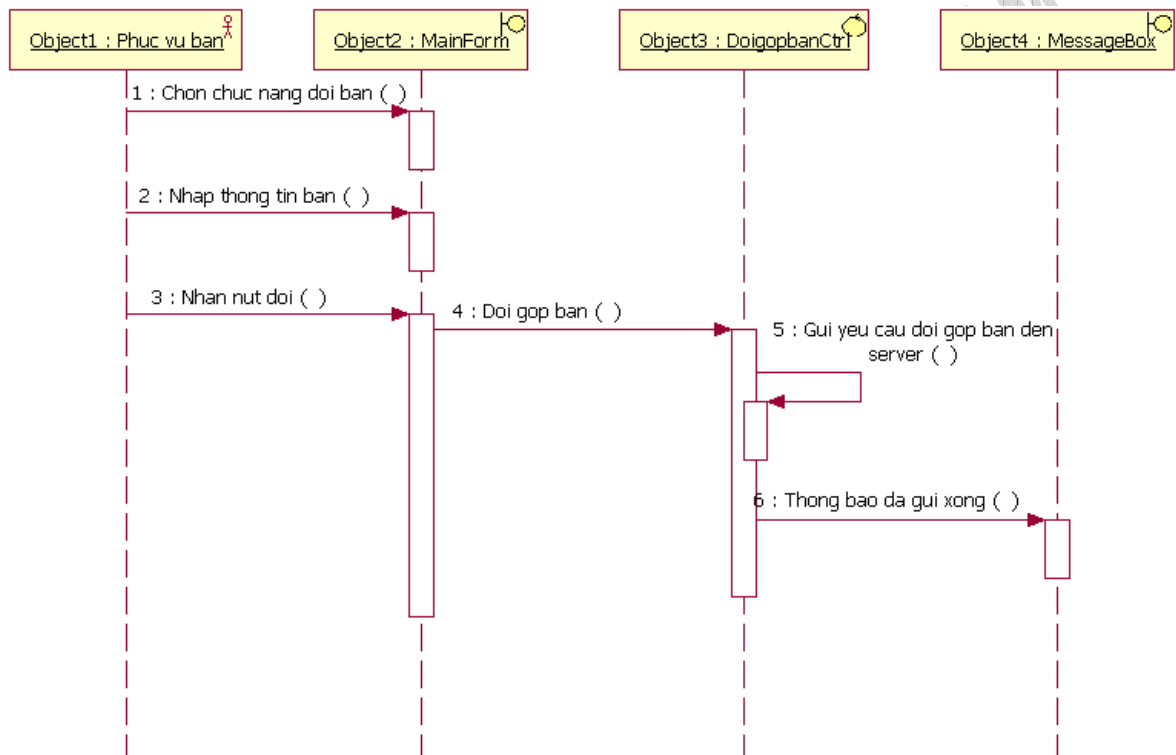 Object1 : Phuc vu ban
Object2 : MainForm
Object3 : DoigopbanCtrl
Object4 : MessageBox
1 : Chon chuc nang doi ban ( )
2 : Nhap thong tin ban ( )
3 : Nhan nut doi ( )
4 : Doi gop ban ( )
5 : Gui yeu cau doi gop ban den
server ( )
6 : Thong bao da gui xong ( )